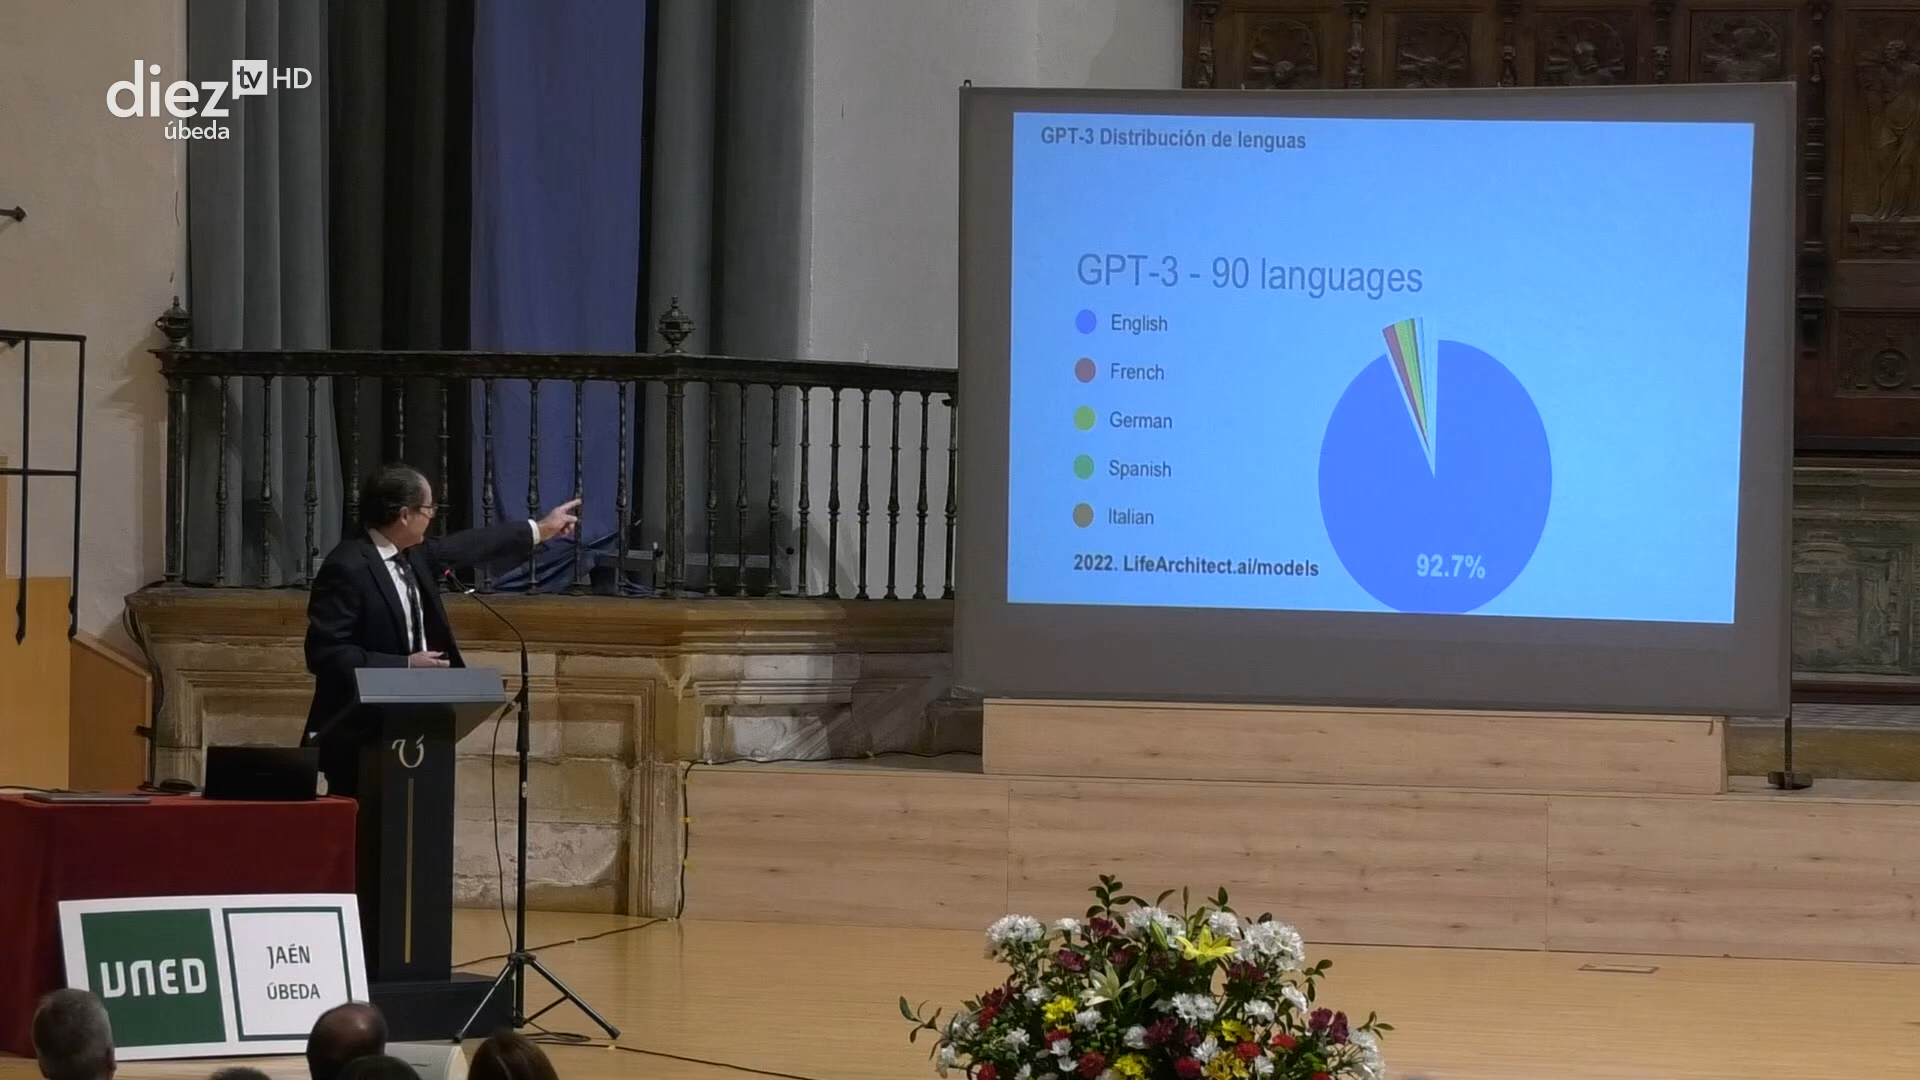 diez tv HD
úbeda
GPT-3 Distribución de lenguas
GPT-3 - 90 languages
English
French
German
Spanish
Italian
2022. LifeArchitect.ai/models
92.7%
UNED
JAÉN
ÚBEDA